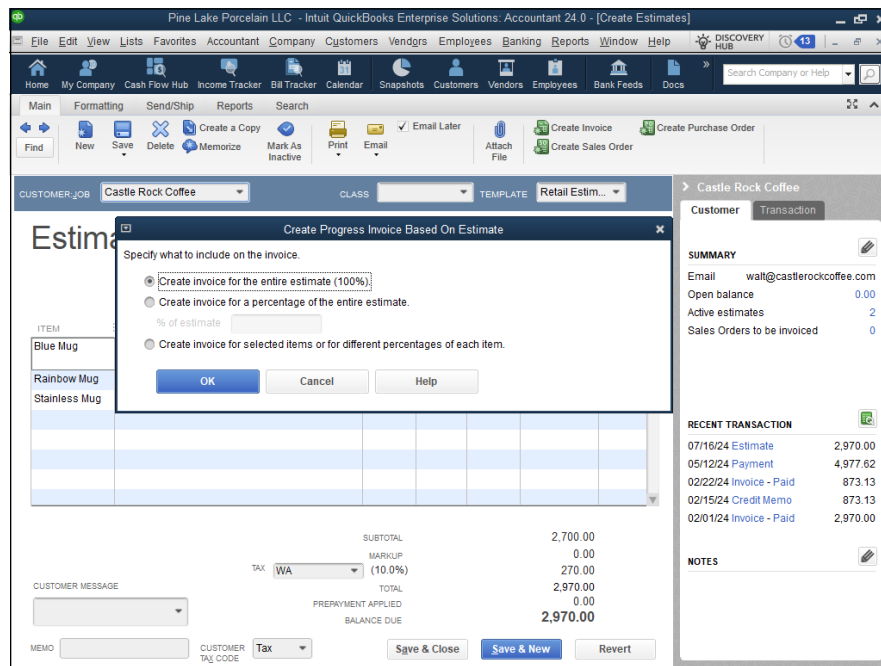 qb Pine Lake Porcelain LLC - Intuit QuickBooks Enterprise Solutions: Accountant 24.0 - [Create Estimates]
File Edit View Lists Favorites Accountant Company Customers Vendors Employees Banking Reports Window Help DISCOVERY HUB 13
Home My Company Cash Flow Hub Income Tracker Bill Tracker Calendar Snapshots Customers Vendors Employees Bank Feeds Docs » Search Company or Help
31
Main Formatting Send/Ship Reports Search
Find New Save Delete Create a Copy Memorize Mark As Inactive Print Email Email Later Attach File Create Invoice Create Sales Order Create Purchase Order
CUSTOMER:JOB Castle Rock Coffee CLASS TEMPLATE Retail Estim...
Estima
Create Progress Invoice Based On Estimate
Specify what to include on the invoice.
Create invoice for the entire estimate (100%).
Create invoice for a percentage of the entire estimate.
% of estimate
Create invoice for selected items or for different percentages of each item.
OK Cancel Help
ITEM
Blue Mug
Rainbow Mug
Stainless Mug
SUBTOTAL 2,700.00
MARKUP 0.00
TAX WA (10.0%) 270.00
TOTAL 2,970.00
PREPAYMENT APPLIED 0.00
BALANCE DUE 2,970.00
CUSTOMER MESSAGE
MEMO CUSTOMER TAX CODE Tax Save & Close Save & New Revert
Castle Rock Coffee
Customer Transaction
SUMMARY
Email walt@castlerockcoffee.com
Open balance 0.00
Active estimates 2
Sales Orders to be invoiced 0
RECENT TRANSACTION
07/16/24 Estimate 2,970.00
05/12/24 Payment 4,977.62
02/22/24 Invoice - Paid 873.13
02/15/24 Credit Memo 873.13
02/01/24 Invoice - Paid 2,970.00
NOTES